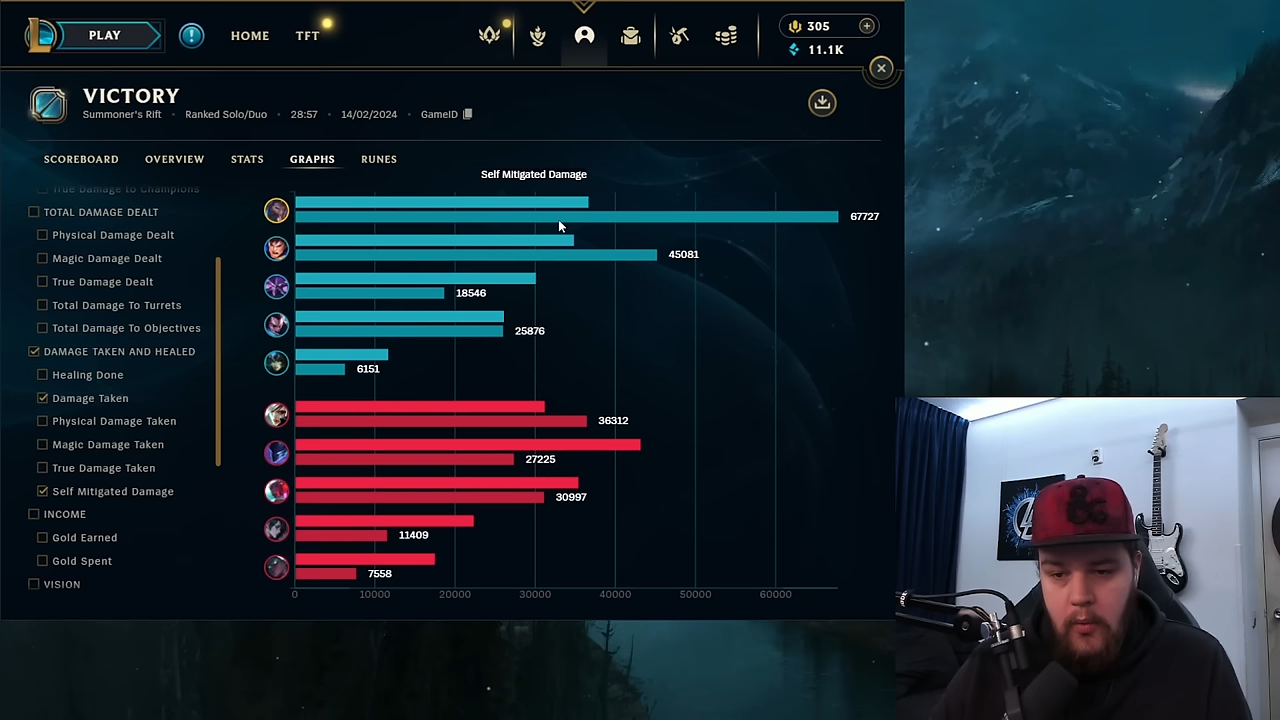 PLAY
HOME
TFT
305
11.1K
VICTORY
Summoner's Rift • Ranked Solo/Duo • 28:57 • 14/02/2024 • GameID
SCOREBOARD
OVERVIEW
STATS
GRAPHS
RUNES
True Damage to Champions
TOTAL DAMAGE DEALT
Physical Damage Dealt
Magic Damage Dealt
True Damage Dealt
Total Damage To Turrets
Total Damage To Objectives
DAMAGE TAKEN AND HEALED
Healing Done
Damage Taken
Physical Damage Taken
Magic Damage Taken
True Damage Taken
Self Mitigated Damage
INCOME
Gold Earned
Gold Spent
VISION
Self Mitigated Damage
67727
45081
18546
25876
6151
36312
27225
30997
11409
7558
0 10000 20000 30000 40000 50000 60000